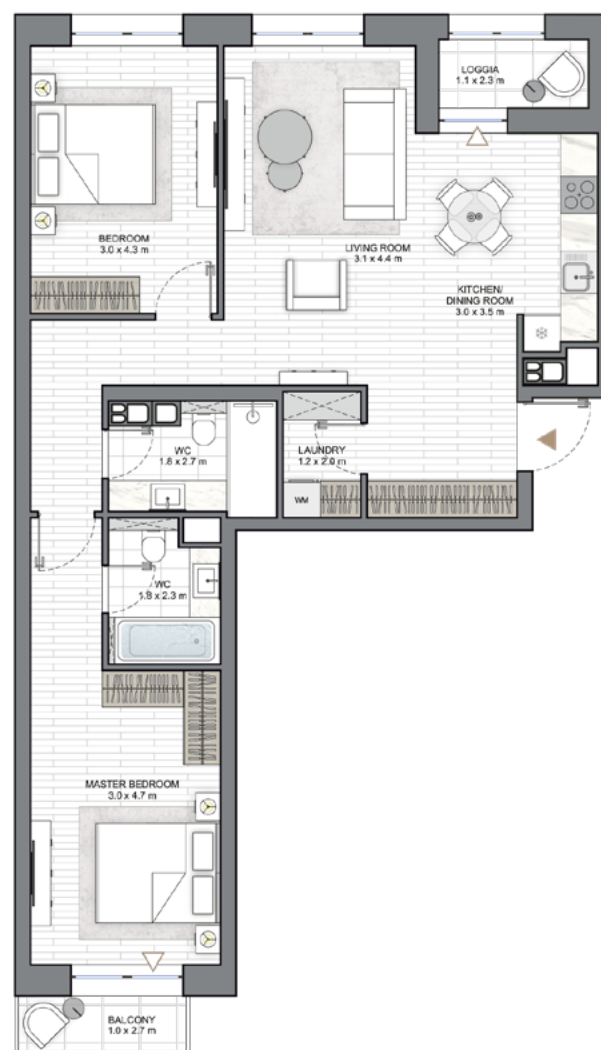 LOGGIA
1.1 x 2.3 m
BEDROOM
3.0 x 4.3 m
LIVING ROOM
3.1 x 4.4 m
KITCHEN/
DINING ROOM
3.0 x 3.5 m
WC
1.8 x 2.7 m
LAUNDRY
1.2 x 2.0 m
WM
WC
1.8 x 2.3 m
MASTER BEDROOM
3.0 x 4.7 m
BALCONY
1.0 x 2.7 m